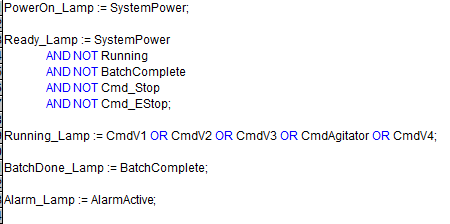 PowerOn_Lamp := SystemPower;
Ready_Lamp := SystemPower
AND NOT Running
AND NOT BatchComplete
AND NOT Cmd_Stop
AND NOT Cmd_EStop;
Running_Lamp := CmdV1 OR CmdV2 OR CmdV3 OR CmdAgitator OR CmdV4;
BatchDone_Lamp := BatchComplete;
Alarm_Lamp := AlarmActive;